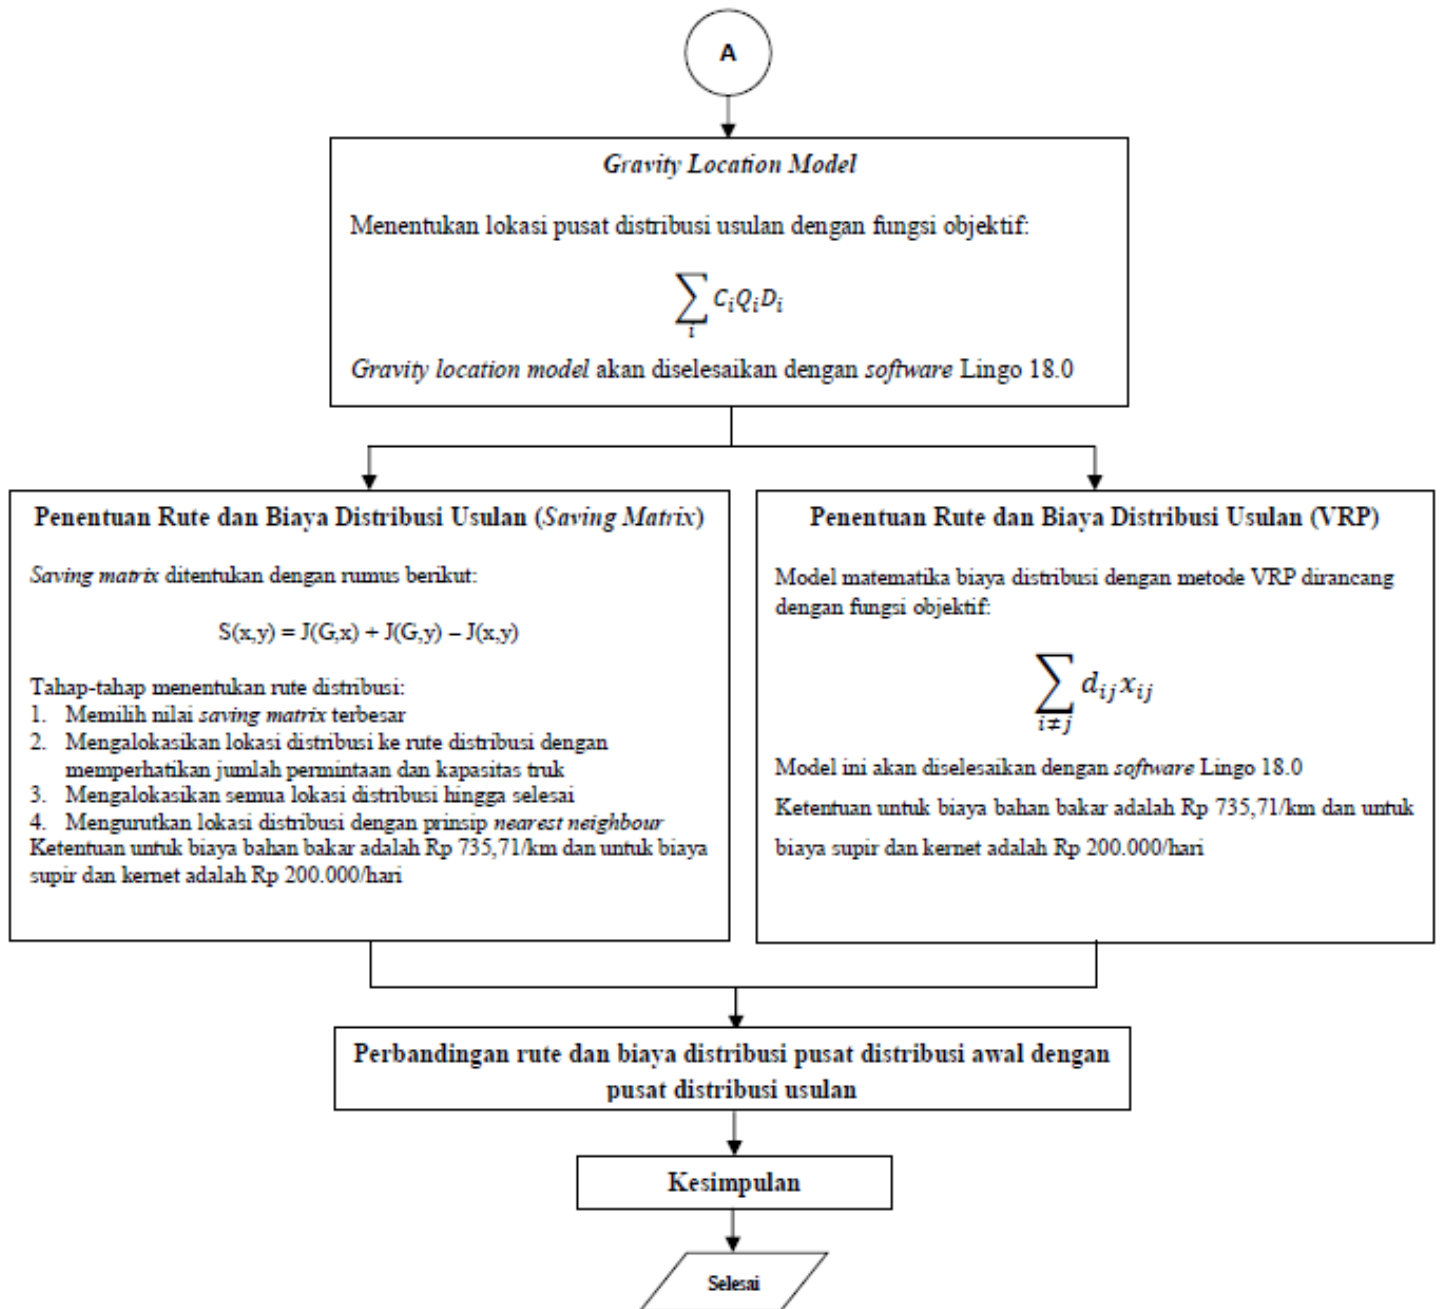 A
Gravity Location Model
Menentukan lokasi pusat distribusi usulan dengan fungsi objektif:
∑ᵢ CᵢQᵢDᵢ
Gravity location model akan diselesaikan dengan software Lingo 18.0
Penentuan Rute dan Biaya Distribusi Usulan (Saving Matrix)
Saving matrix ditentukan dengan rumus berikut:
S(x,y) = J(G,x) + J(G,y) – J(x,y)
Tahap-tahap menentukan rute distribusi:
1. Memilih nilai saving matrix terbesar
2. Mengalokasikan lokasi distribusi ke rute distribusi dengan
memperhatikan jumlah permintaan dan kapasitas truk
3. Mengalokasikan semua lokasi distribusi hingga selesai
4. Mengurutkan lokasi distribusi dengan prinsip nearest neighbour
Ketentuan untuk biaya bahan bakar adalah Rp 735,71/km dan untuk biaya
supir dan kernet adalah Rp 200.000/hari
Penentuan Rute dan Biaya Distribusi Usulan (VRP)
Model matematika biaya distribusi dengan metode VRP dirancang
dengan fungsi objektif:
∑_{i≠j} d_{ij} x_{ij}
Model ini akan diselesaikan dengan software Lingo 18.0
Ketentuan untuk biaya bahan bakar adalah Rp 735,71/km dan untuk
biaya supir dan kernet adalah Rp 200.000/hari
Perbandingan rute dan biaya distribusi pusat distribusi awal dengan
pusat distribusi usulan
Kesimpulan
Selesai